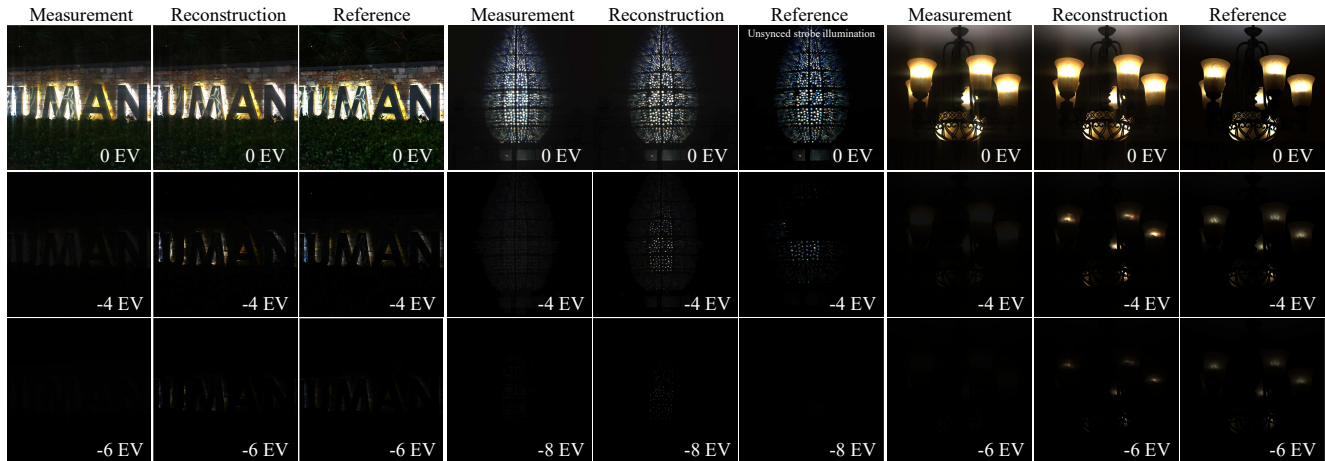 Measurement Reconstruction Reference Measurement Reconstruction Reference Measurement Reconstruction Reference
Unsynced strobe illumination
UMAN UMAN UMAN
0 EV 0 EV 0 EV 0 EV 0 EV 0 EV 0 EV 0 EV 0 EV
UMAN UMAN UMAN
-4 EV -4 EV -4 EV -4 EV -4 EV -4 EV -4 EV -4 EV -4 EV
-6 EV -6 EV -6 EV -8 EV -8 EV -8 EV -6 EV -6 EV -6 EV